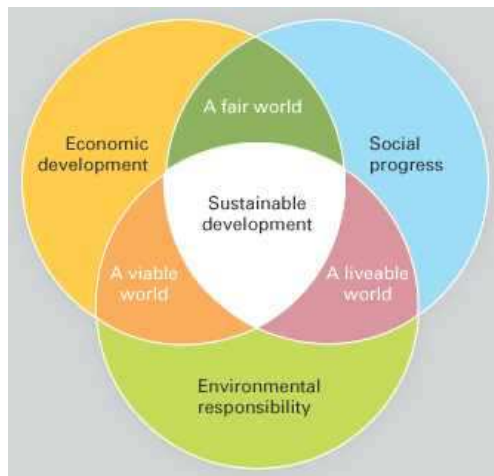 A fair world
Economic
development
Social
progress
Sustainable
development
A viable
world
A liveable
world
Environmental
responsibility